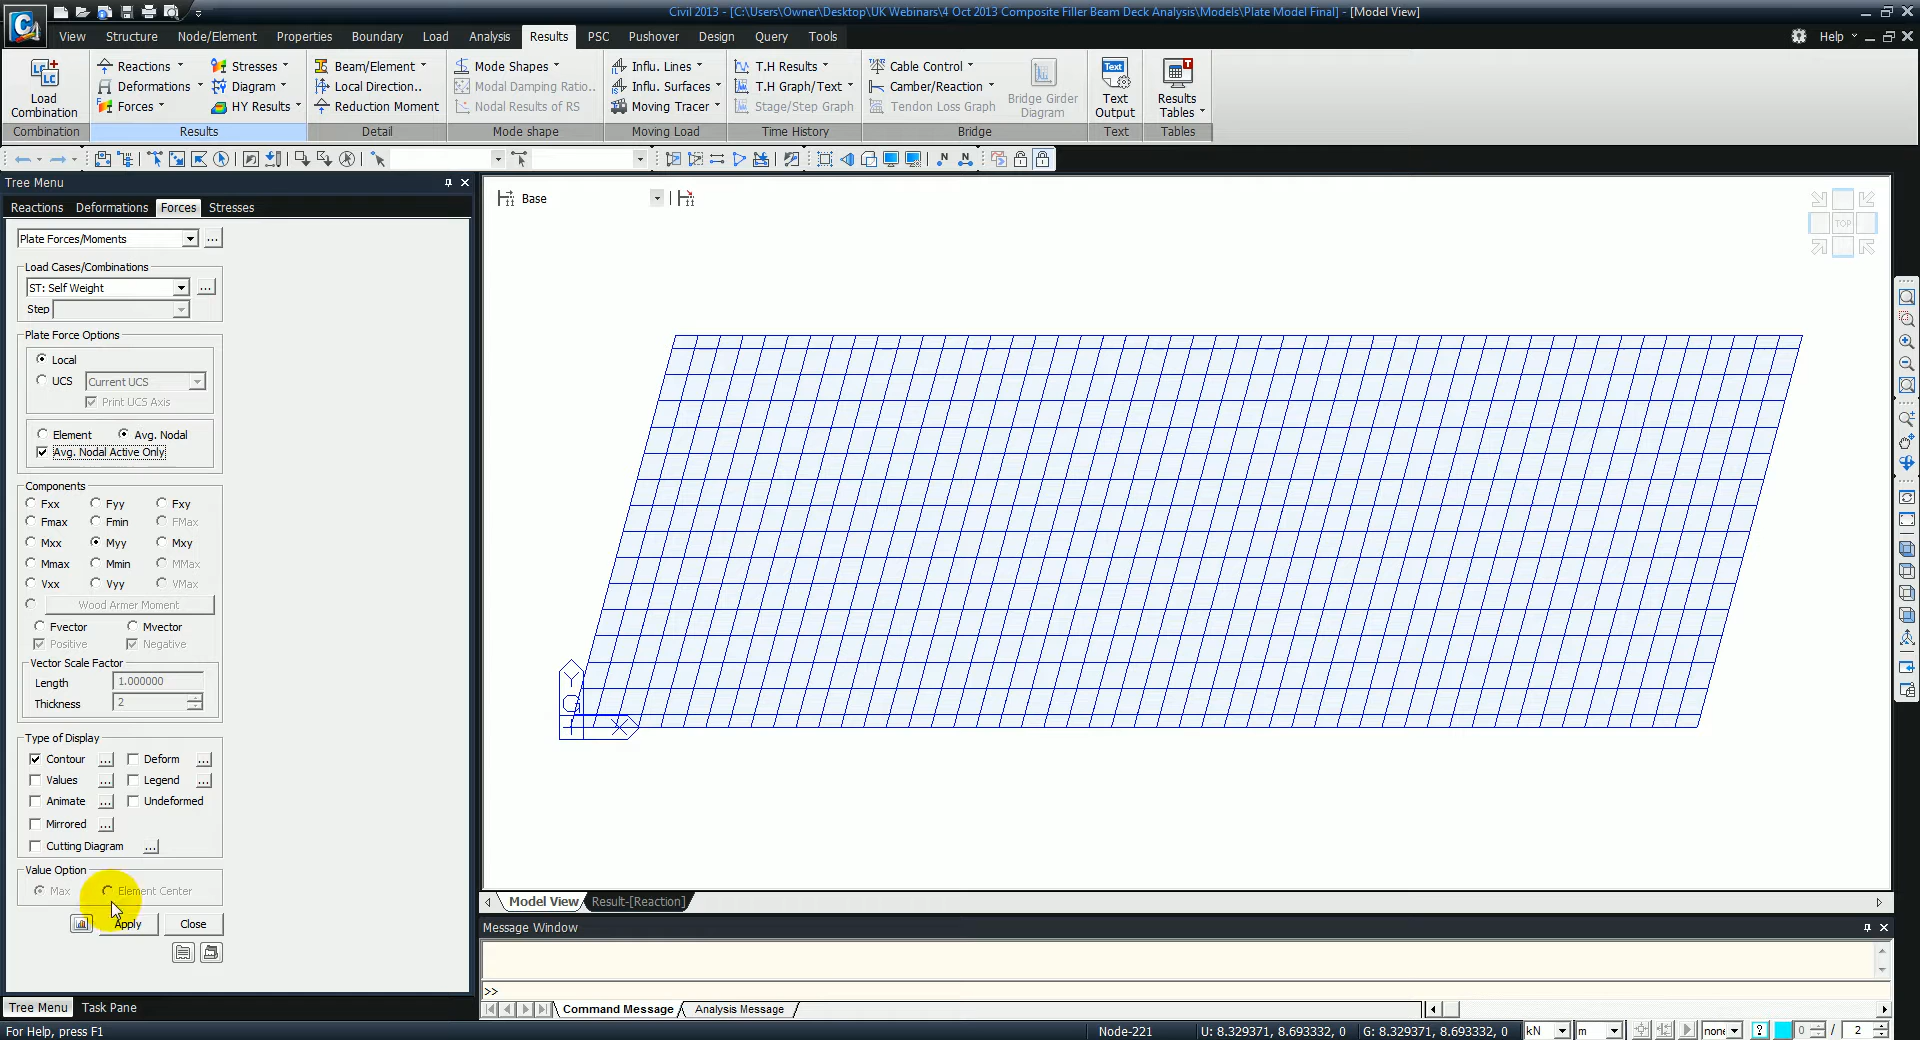 Civil 2013 - [C:\Users\Owner\Desktop\UK Webinars\4 Oct 2013 Composite Filler Beam Deck Analysis\Models\Plate Model Final] - [Model View]
View Structure Node/Element Properties Boundary Load Analysis Results PSC Pushover Design Query Tools Help
Load Combination
Reactions Stresses Beam/Element Mode Shapes Influ. Lines T.H Results Cable Control
Deformations Diagram Local Direction.. Modal Damping Ratio.. Influ. Surfaces T.H Graph/Text Camber/Reaction
Forces HY Results Reduction Moment Nodal Results of RS Moving Tracer Stage/Step Graph Tendon Loss Graph
Bridge Girder Diagram
Text
Text Output
Results Tables
Combination Results Detail Mode shape Moving Load Time History Bridge Text Tables
Tree Menu
Reactions Deformations Forces Stresses
Plate Forces/Moments
Load Cases/Combinations
ST: Self Weight
Step
Plate Force Options
Local
UCS Current UCS
Print UCS Axis
Element Avg. Nodal
Avg. Nodal Active Only
Components
Fxx Fyy Fxy
Fmax Fmin FMax
Mxx Myy Mxy
Mmax Mmin MMax
Vxx Vyy VMax
Wood Armer Moment
Fvector Mvector
Positive Negative
Vector Scale Factor
Length 1.000000
Thickness 2
Type of Display
Contour Deform
Values Legend
Animate Undeformed
Mirrored
Cutting Diagram
Value Option
Max Element Center
Apply Close
Tree Menu Task Pane
Base
TOP
Y
G
X
Model View Result-[Reaction]
Message Window
>>
Command Message Analysis Message
For Help, press F1
Node-221 U: 8.329371, 8.693332, 0 G: 8.329371, 8.693332, 0 kN m none ? 0 / 2